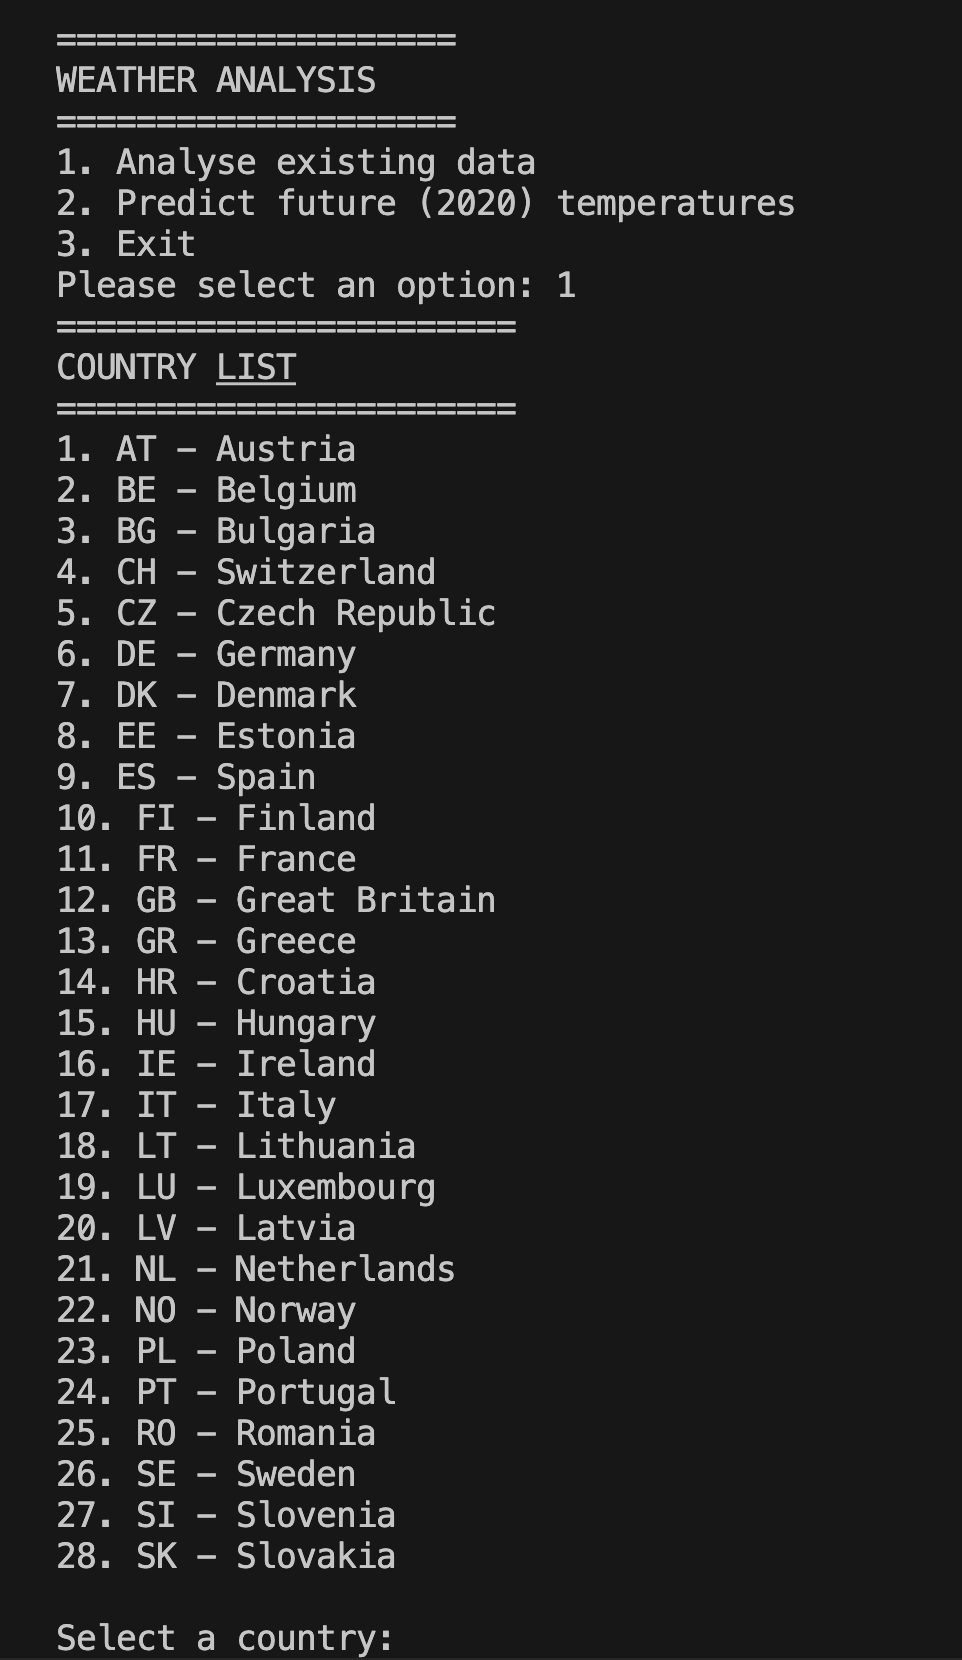 ====================
WEATHER ANALYSIS
====================
1. Analyse existing data
2. Predict future (2020) temperatures
3. Exit
Please select an option: 1
=======================
COUNTRY LIST
=======================
1. AT – Austria
2. BE – Belgium
3. BG – Bulgaria
4. CH – Switzerland
5. CZ – Czech Republic
6. DE – Germany
7. DK – Denmark
8. EE – Estonia
9. ES – Spain
10. FI – Finland
11. FR – France
12. GB – Great Britain
13. GR – Greece
14. HR – Croatia
15. HU – Hungary
16. IE – Ireland
17. IT – Italy
18. LT – Lithuania
19. LU – Luxembourg
20. LV – Latvia
21. NL – Netherlands
22. NO – Norway
23. PL – Poland
24. PT – Portugal
25. RO – Romania
26. SE – Sweden
27. SI – Slovenia
28. SK – Slovakia
Select a country: